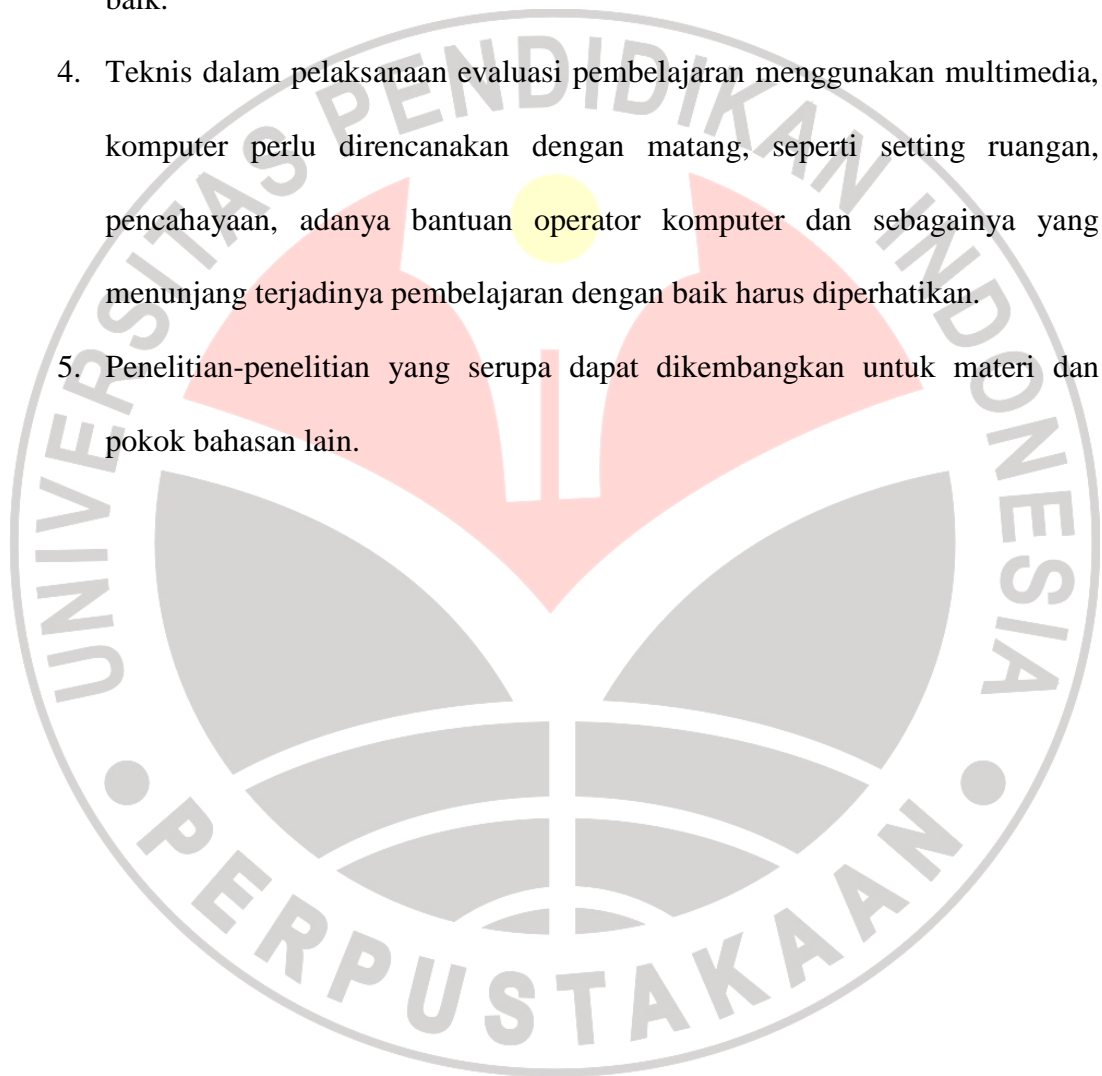 baik.
4. Teknis dalam pelaksanaan evaluasi pembelajaran menggunakan multimedia,
komputer perlu direncanakan dengan matang, seperti setting ruangan,
pencahayaan, adanya bantuan operator komputer dan sebagainya yang
menunjang terjadinya pembelajaran dengan baik harus diperhatikan.
5. Penelitian-penelitian yang serupa dapat dikembangkan untuk materi dan
pokok bahasan lain.
UNIVERSITAS PENDIDIKAN INDONESIA
PERPUSTAKAAN